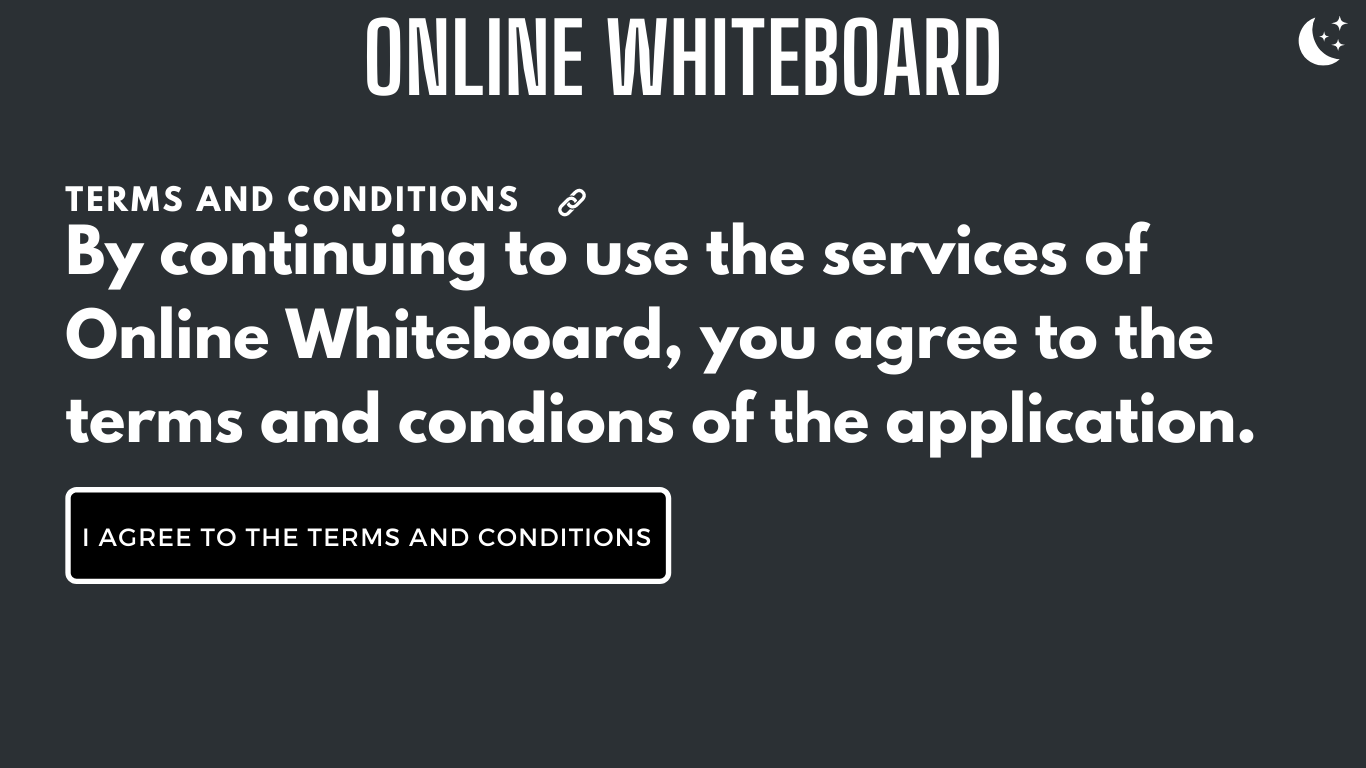 ONLINE WHITEBOARD
TERMS AND CONDITIONS
By continuing to use the services of
Online Whiteboard, you agree to the
terms and condions of the application.
I AGREE TO THE TERMS AND CONDITIONS